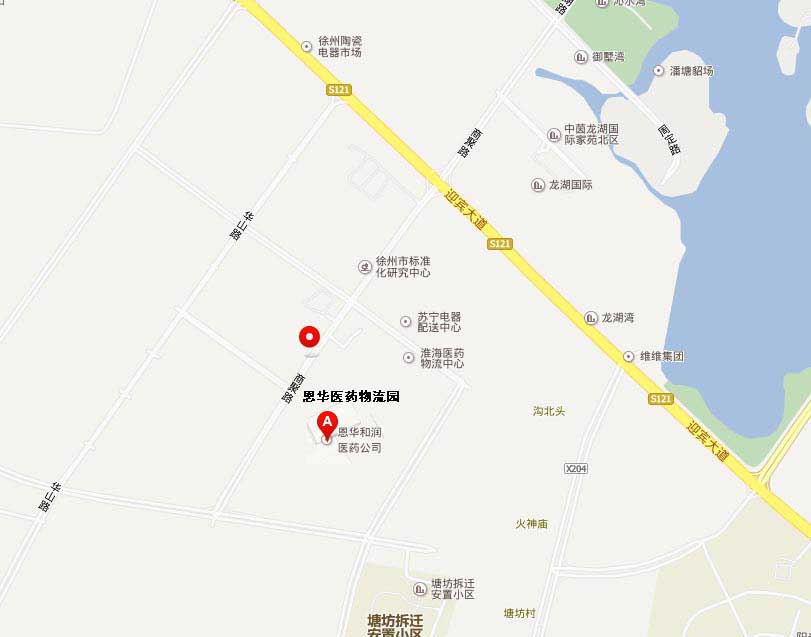 沁水湾
湖路
徐州陶瓷
电器市场
御墅湾
潘塘貂场
S121
商聚路
中茵龙湖国
际家苑北区
龙湖国际
迎宾大道
华山路
S121
徐州市标准
化研究中心
苏宁电器
配送中心
龙湖湾
淮海医药
物流中心
维维集团
商聚路
恩华医药物流园
S121
沟北头
A
恩华和润
医药公司
迎宾大道
X204
华山路
火神庙
塘坊拆迁
安置小区
塘坊村
塘坊拆迁
安置小区